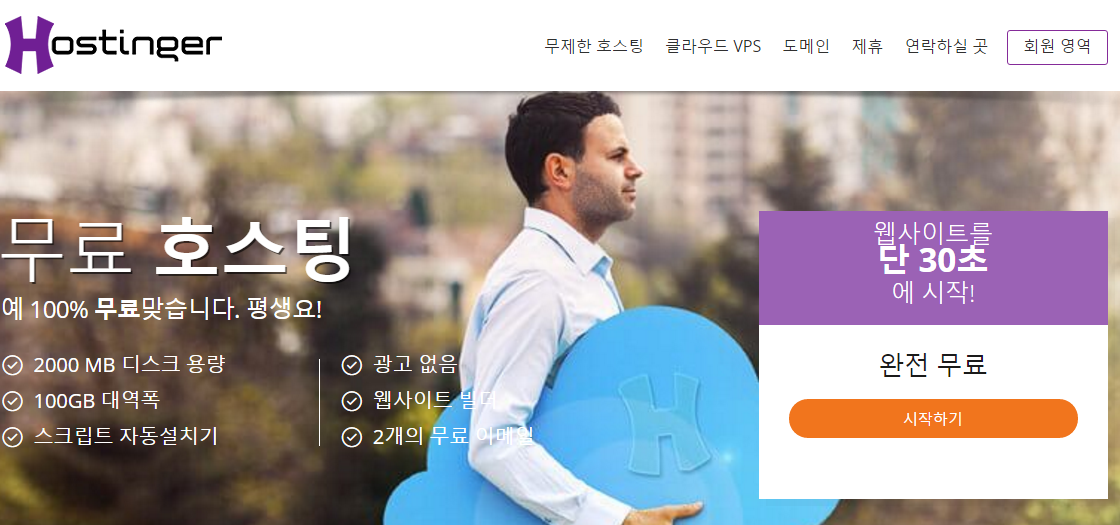 Hostinger
무제한 호스팅 클라우드 VPS 도메인 제휴 연락하실 곳 회원 영역
무료 호스팅
예 100% 무료맞습니다. 평생요!
2000 MB 디스크 용량
100GB 대역폭
스크립트 자동설치기
광고 없음
웹사이트 빌더
2개의 무료 이메일
웹사이트를
단 30초
에 시작!
완전 무료
시작하기
H